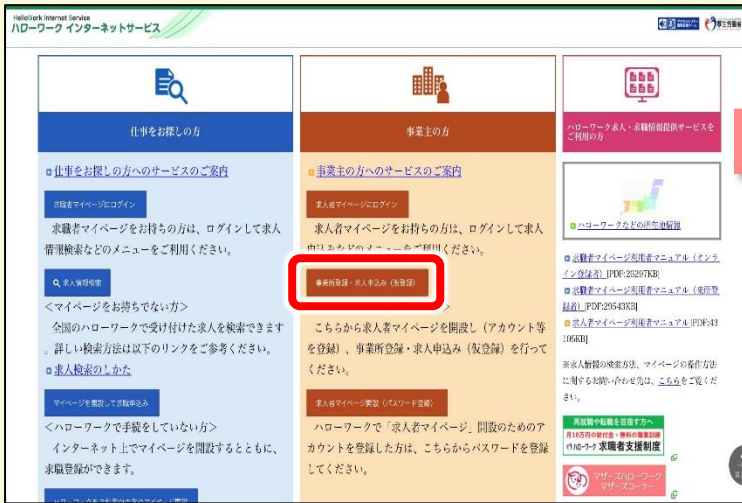 HelloWork Internet Service
ハローワーク インターネットサービス
厚生労働省
仕事をお探しの方
仕事をお探しの方へのサービスのご案内
求職者マイページにログイン
求職者マイページをお持ちの方は、ログインして求人
情報検索などのメニューをご利用ください。
求人情報検索
<マイページをお持ちでない方>
全国のハローワークで受け付けた求人を検索できます
。詳しい検索方法は以下のリンクをご参考ください。
求人検索のしかた
マイページを開設して求職申込み
<ハローワークで手続をしていない方>
インターネット上でマイページを開設するとともに、
求職登録ができます。
事業主の方
事業主の方へのサービスのご案内
求人者マイページにログイン
求人者マイページをお持ちの方は、ログインして求人
申込みなどのメニューをご利用ください。
事業所登録・求人申込み（仮登録）
>
こちらから求人者マイページを開設し（アカウント等
を登録）、事業所登録・求人申込み（仮登録）を行って
ください。
求人者マイページ開設（パスワード登録）
ハローワークで「求人者マイページ」開設のためのア
カウントを登録した方は、こちらからパスワードを登録
してください。
ハローワーク求人・求職情報提供サービスを
ご利用の方
ハローワークなどの所在地情報
求職者マイページ利用者マニュアル（オンラ
イン登録者）[PDF:25297KB]
求職者マイページ利用者マニュアル（来所登
録者）[PDF:29543KB]
求人者マイページ利用者マニュアル[PDF:43
105KB]
※求人情報の検索方法、マイページの操作方法
に関するお問い合わせ先は、こちらをご覧くだ
さい。
再就職や転職を目指す方へ
月10万円の給付金＋無料の職業訓練
ハローワーク 求職者支援制度
マザーズハローワーク
マザーズコーナー